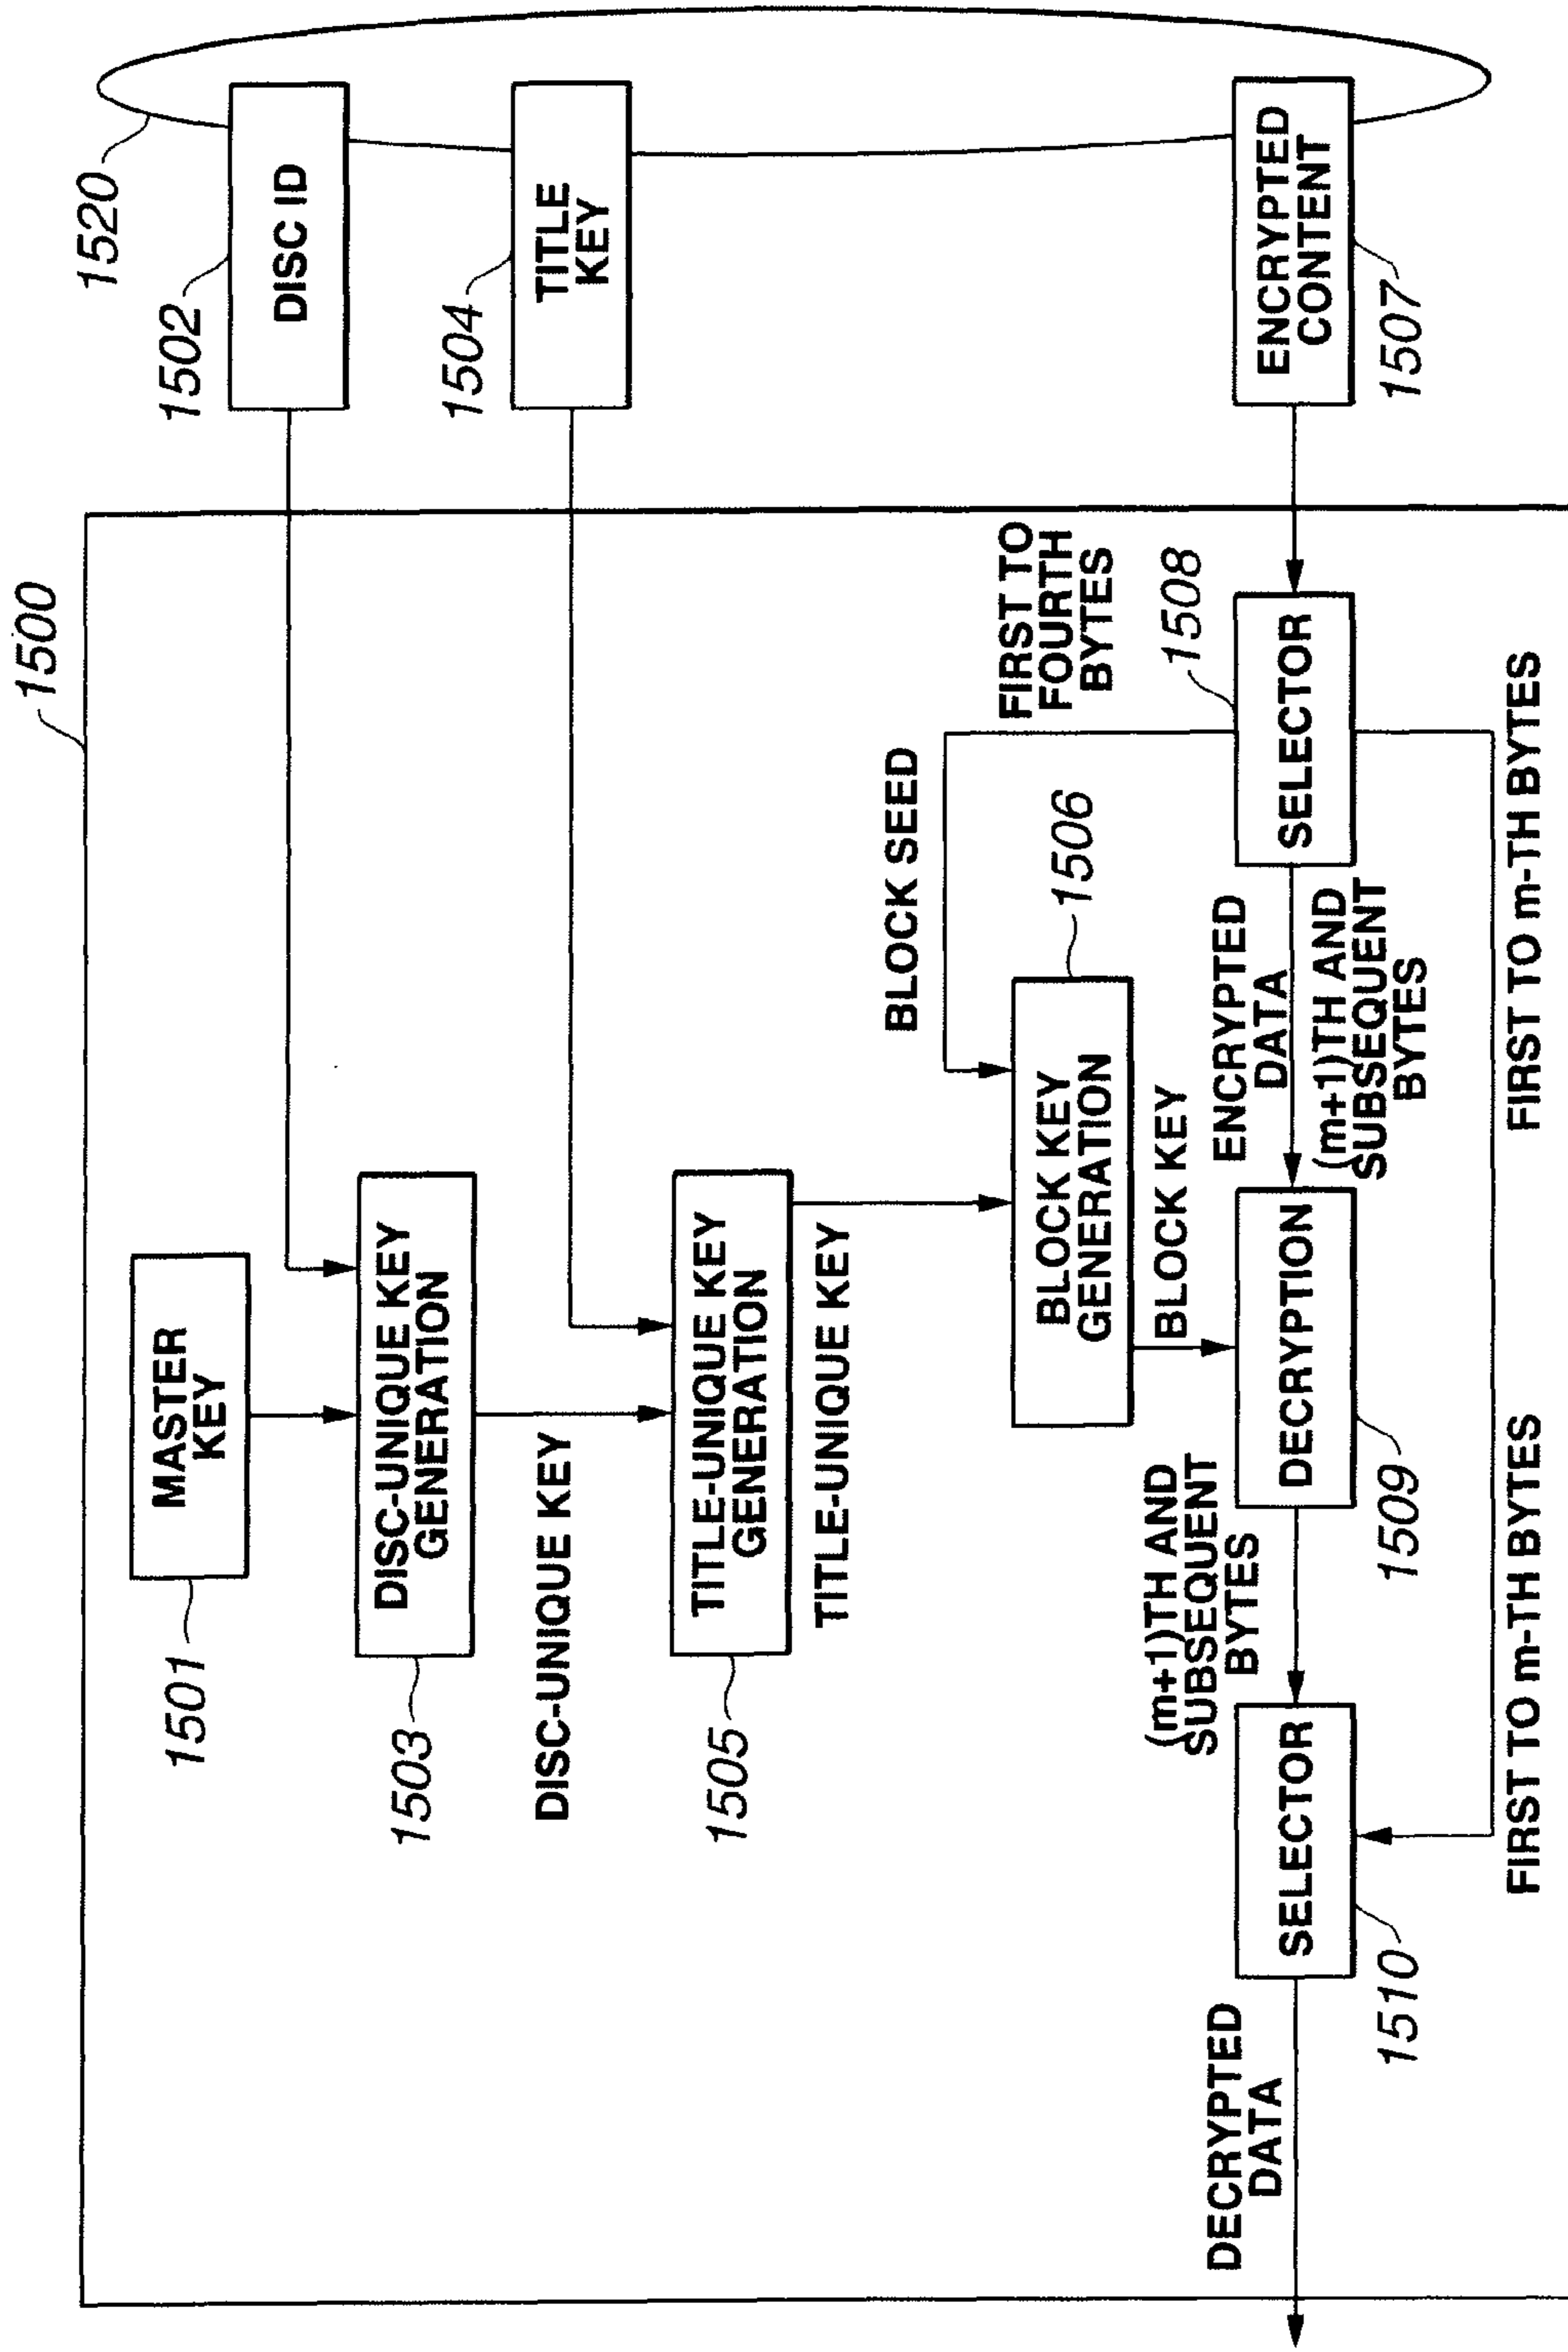 1500
1520
MASTER
KEY
1501
1502
DISC ID
DISC-UNIQUE KEY
GENERATION
1503
DISC-UNIQUE KEY
1504
TITLE
KEY
TITLE-UNIQUE KEY
GENERATION
1505
TITLE-UNIQUE KEY
BLOCK SEED
FIRST TO
FOURTH
BYTES
BLOCK KEY
GENERATION
1506
BLOCK KEY
1508
DECRYPTED
DATA
SELECTOR
1510
(m+1)TH AND
SUBSEQUENT
BYTES
DECRYPTION
1509
ENCRYPTED
DATA
(m+1)TH AND
SUBSEQUENT
BYTES
SELECTOR
ENCRYPTED
CONTENT
1507
FIRST TO m-TH BYTES
FIRST TO m-TH BYTES